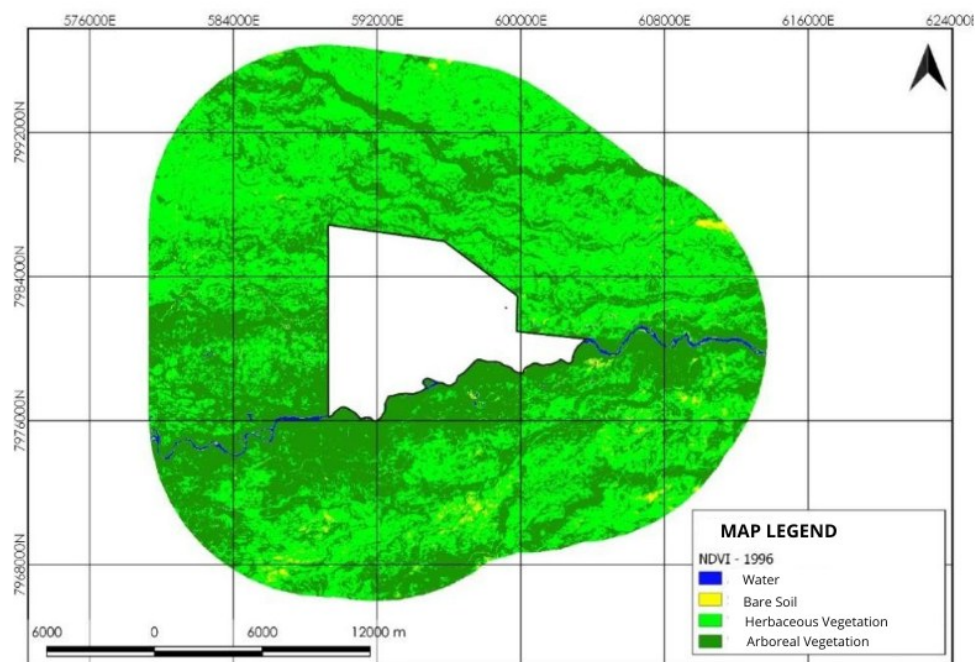 576000E 584000E 592000E 600000E 608000E 616000E 624000E
7992000N
7984000N
7976000N
7968000N
MAP LEGEND
NDVI - 1996
Water
Bare Soil
Herbaceous Vegetation
Arboreal Vegetation
6000 0 6000 12000 m